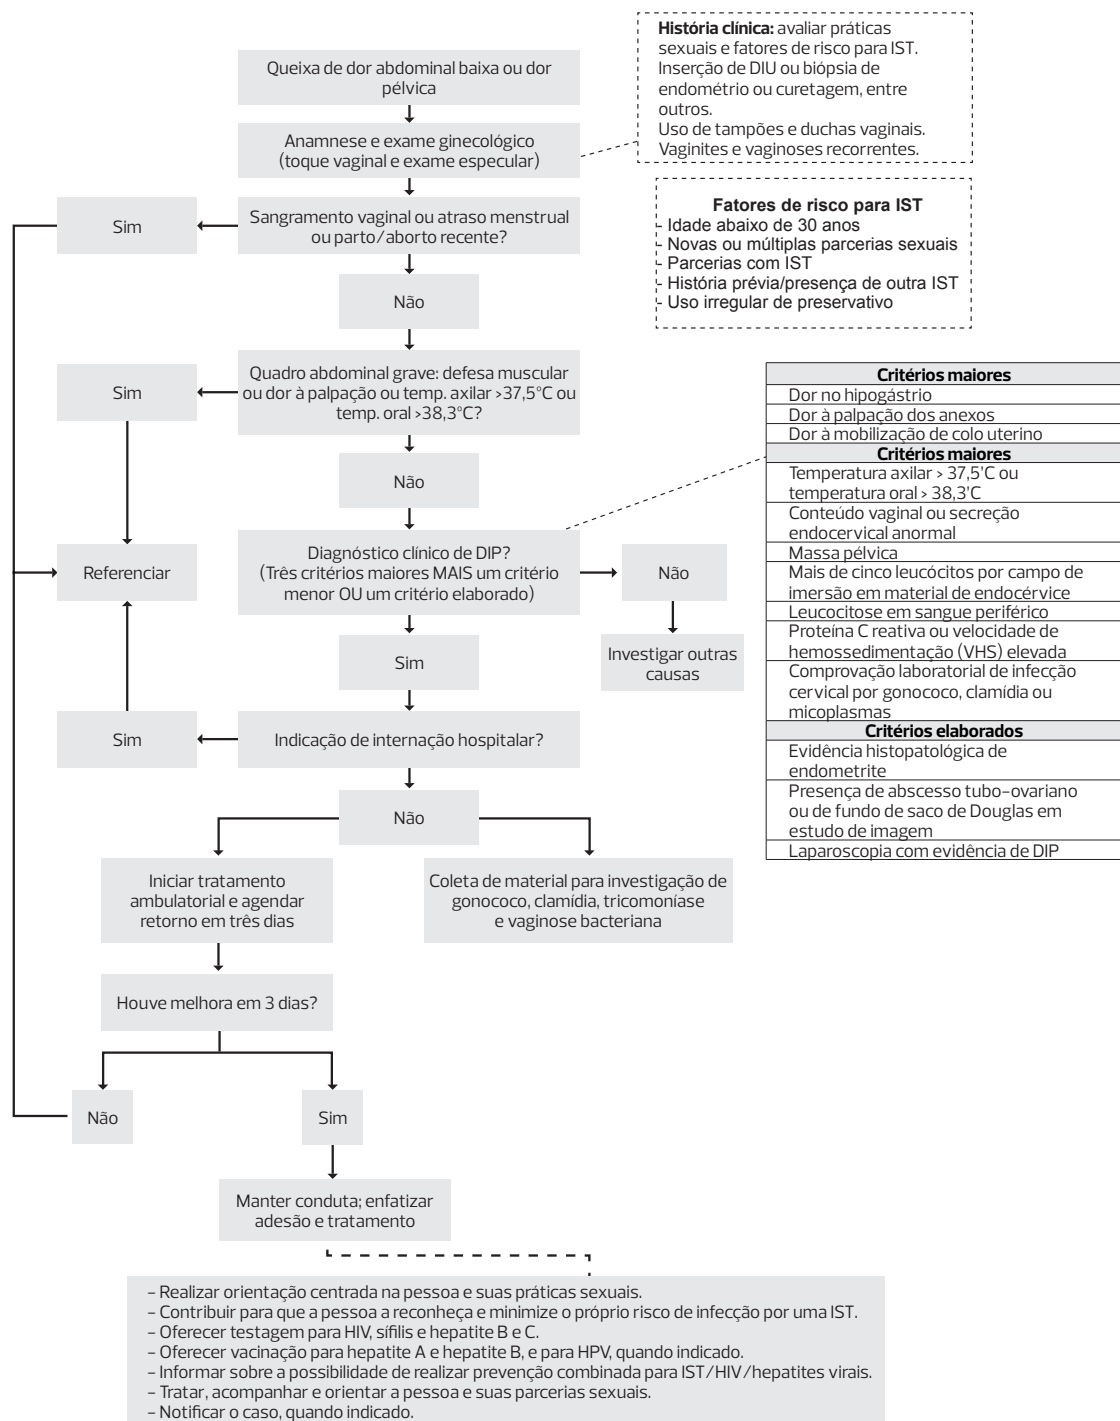 História clínica: avaliar práticas
sexuais e fatores de risco para IST.
Inserção de DIU ou biópsia de
endométrio ou curetagem, entre
outros.
Uso de tampões e duchas vaginais.
Vaginites e vaginoses recorrentes.
Queixa de dor abdominal baixa ou dor
pélvica
Anamnese e exame ginecológico
(toque vaginal e exame especular)
Fatores de risco para IST
- Idade abaixo de 30 anos
- Novas ou múltiplas parcerias sexuais
- Parcerias com IST
- História prévia/presença de outra IST
- Uso irregular de preservativo
Sim
Sangramento vaginal ou atraso menstrual
ou parto/aborto recente?
Não
Sim
Quadro abdominal grave: defesa muscular
ou dor à palpação ou temp. axilar >37,5°C ou
temp. oral >38,3°C?
Não
Critérios maiores
Dor no hipogástrio
Dor à palpação dos anexos
Dor à mobilização de colo uterino
Critérios maiores
Temperatura axilar > 37,5'C ou
temperatura oral > 38,3'C
Conteúdo vaginal ou secreção
endocervical anormal
Massa pélvica
Mais de cinco leucócitos por campo de
imersão em material de endocérvice
Leucocitose em sangue periférico
Proteína C reativa ou velocidade de
hemossedimentação (VHS) elevada
Comprovação laboratorial de infecção
cervical por gonococo, clamídia ou
micoplasmas
Critérios elaborados
Evidência histopatológica de
endometrite
Presença de abscesso tubo-ovariano
ou de fundo de saco de Douglas em
estudo de imagem
Laparoscopia com evidência de DIP
Referenciar
Diagnóstico clínico de DIP?
(Três critérios maiores MAIS um critério
menor OU um critério elaborado)
Não
Investigar outras
causas
Sim
Sim
Indicação de internação hospitalar?
Não
Iniciar tratamento
ambulatorial e agendar
retorno em três dias
Coleta de material para investigação de
gonococo, clamídia, tricomoníase
e vaginose bacteriana
Houve melhora em 3 dias?
Não
Sim
Manter conduta; enfatizar
adesão e tratamento
- Realizar orientação centrada na pessoa e suas práticas sexuais.
- Contribuir para que a pessoa a reconheça e minimize o próprio risco de infecção por uma IST.
- Oferecer testagem para HIV, sífilis e hepatite B e C.
- Oferecer vacinação para hepatite A e hepatite B, e para HPV, quando indicado.
- Informar sobre a possibilidade de realizar prevenção combinada para IST/HIV/hepatites virais.
- Tratar, acompanhar e orientar a pessoa e suas parcerias sexuais.
- Notificar o caso, quando indicado.